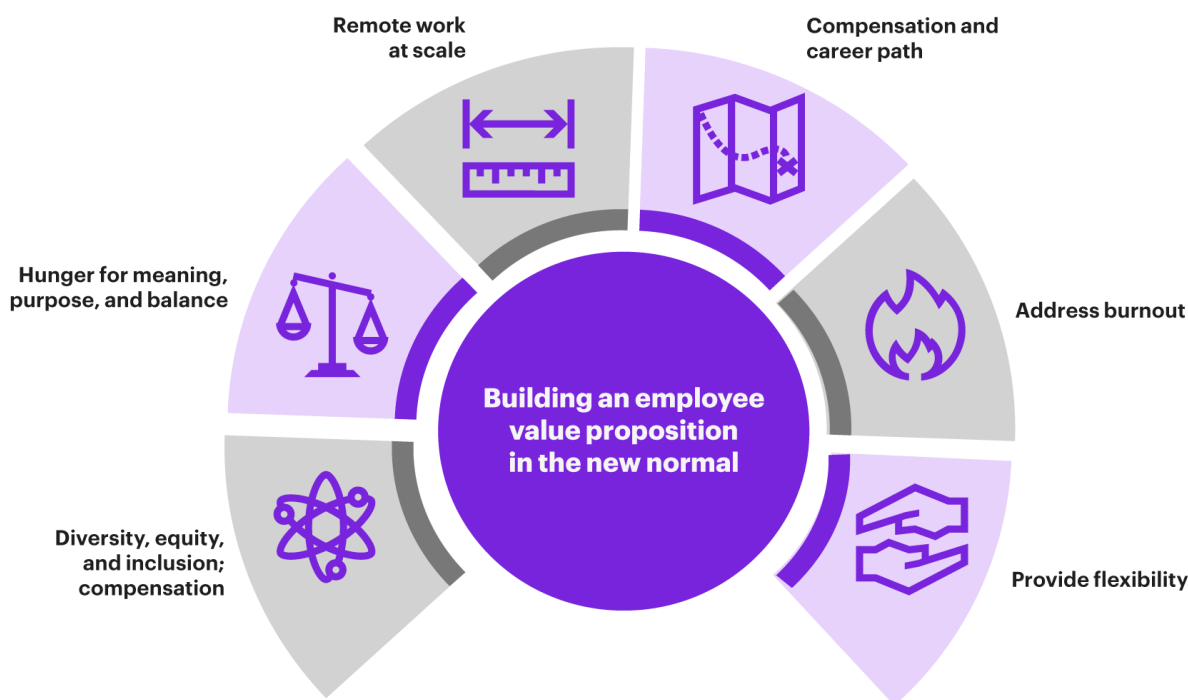 Remote work
at scale
Compensation and
career path
Hunger for meaning,
purpose, and balance
Address burnout
Building an employee
value proposition
in the new normal
Diversity, equity,
and inclusion;
compensation
Provide flexibility